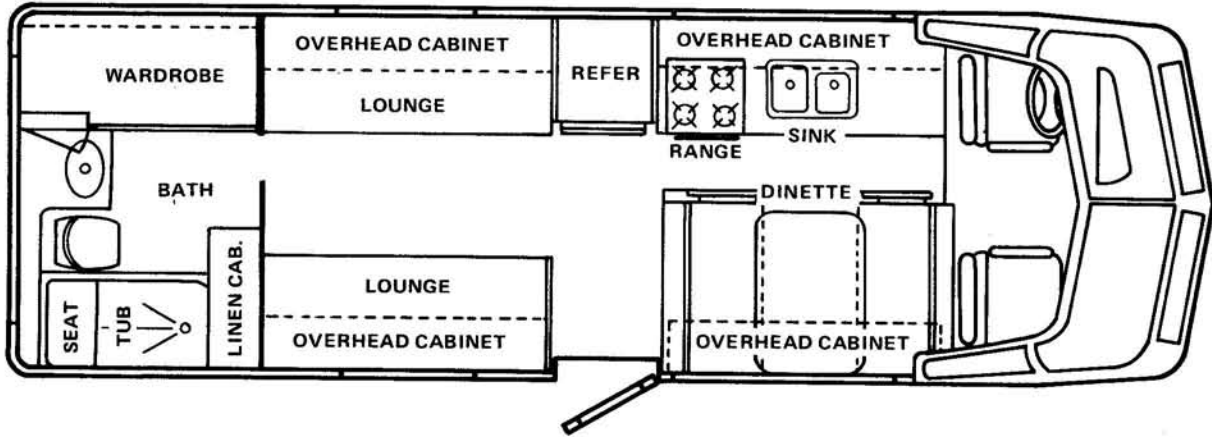 OVERHEAD CABINET
OVERHEAD CABINET
WARDROBE
REFER
LOUNGE
SINK
RANGE
BATH
DINETTE
LINEN CAB.
LOUNGE
SEAT
TUB
OVERHEAD CABINET
OVERHEAD CABINET